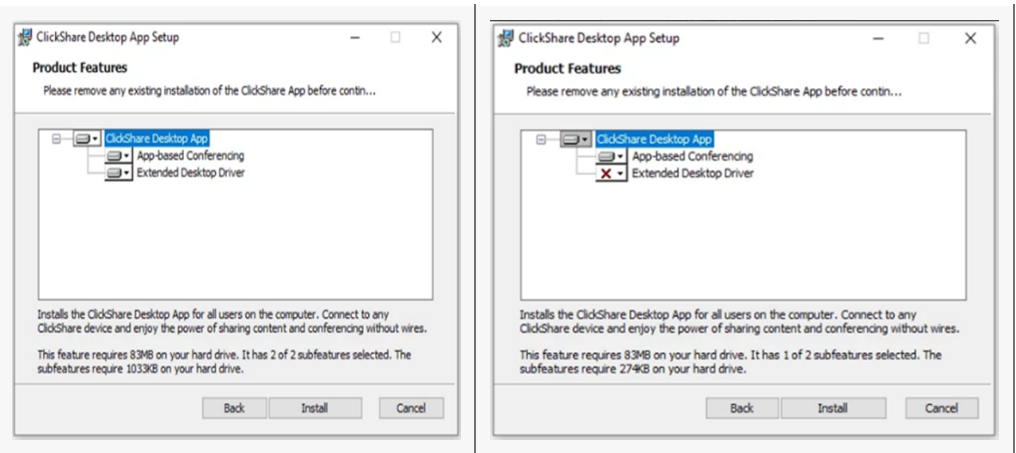 ClickShare Desktop App Setup
Product Features
Please remove any existing installation of the ClickShare App before contin...
ClickShare Desktop App
App-based Conferencing
Extended Desktop Driver
Installs the ClickShare Desktop App for all users on the computer. Connect to any
ClickShare device and enjoy the power of sharing content and conferencing without wires.
This feature requires 83MB on your hard drive. It has 2 of 2 subfeatures selected. The
subfeatures require 1033KB on your hard drive.
Back Install Cancel
ClickShare Desktop App Setup
Product Features
Please remove any existing installation of the ClickShare App before contin...
ClickShare Desktop App
App-based Conferencing
Extended Desktop Driver
Installs the ClickShare Desktop App for all users on the computer. Connect to any
ClickShare device and enjoy the power of sharing content and conferencing without wires.
This feature requires 83MB on your hard drive. It has 1 of 2 subfeatures selected. The
subfeatures require 274KB on your hard drive.
Back Install Cancel